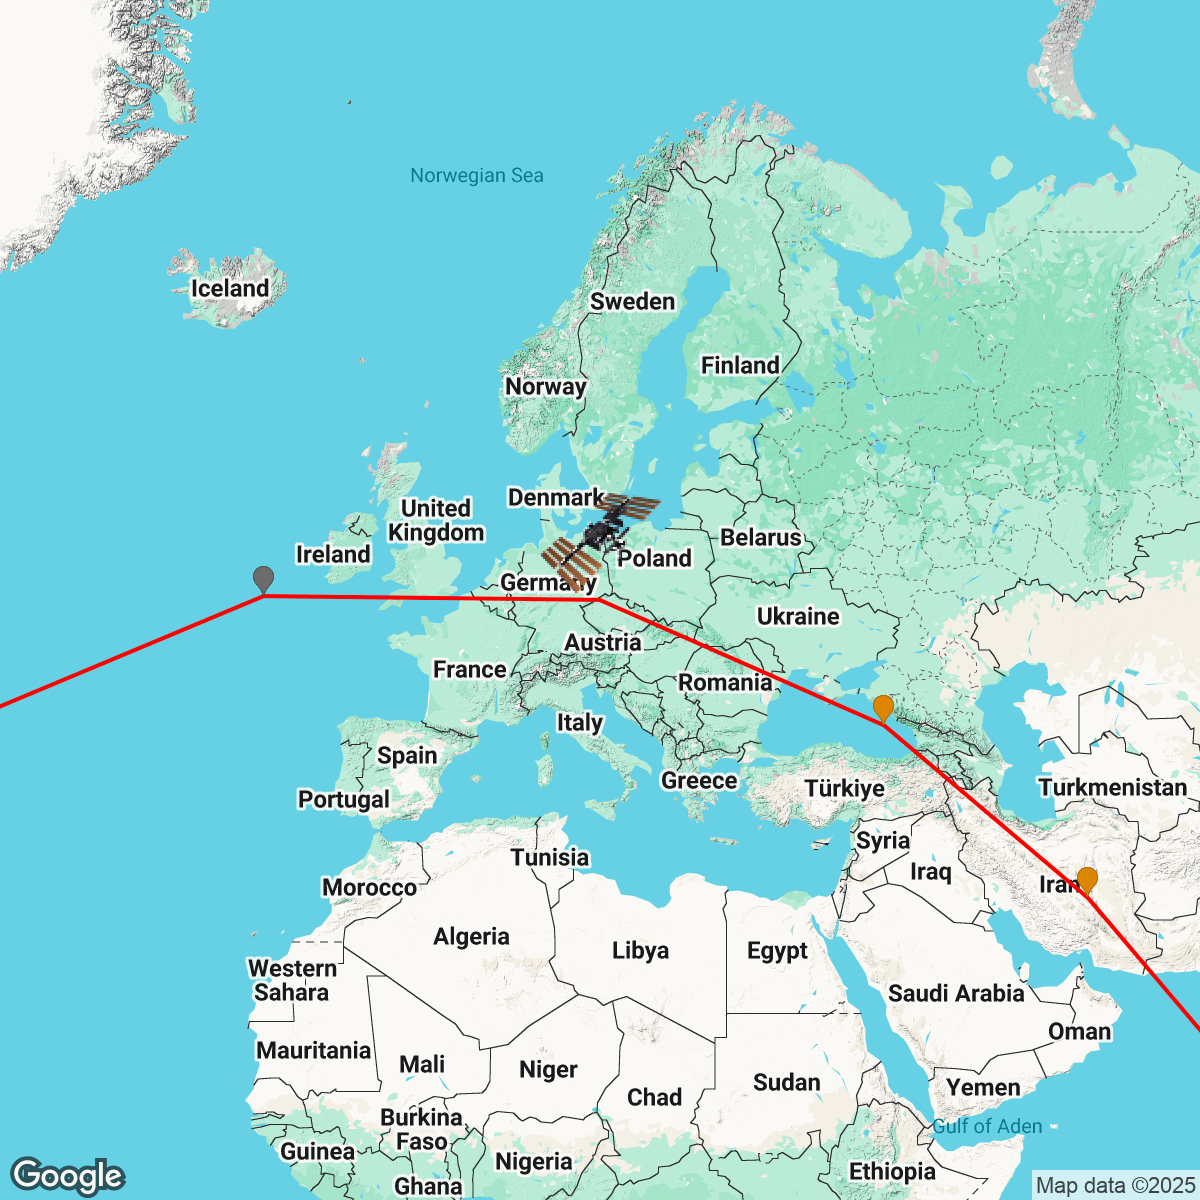 Norwegian Sea
Iceland
Sweden
Finland
Norway
Denmark
United
Kingdom
Ireland
Belarus
Poland
Germany
Ukraine
Austria
France
Romania
Italy
Spain
Greece
Türkiye
Turkmenistan
Portugal
Syria
Tunisia
Iraq
Iran
Morocco
Algeria
Libya
Egypt
Western
Sahara
Saudi Arabia
Oman
Mauritania
Mali
Niger
Chad
Sudan
Yemen
Burkina
Faso
Gulf of Aden
Guinea
Nigeria
Ethiopia
Ghana
Google
Map data ©2025